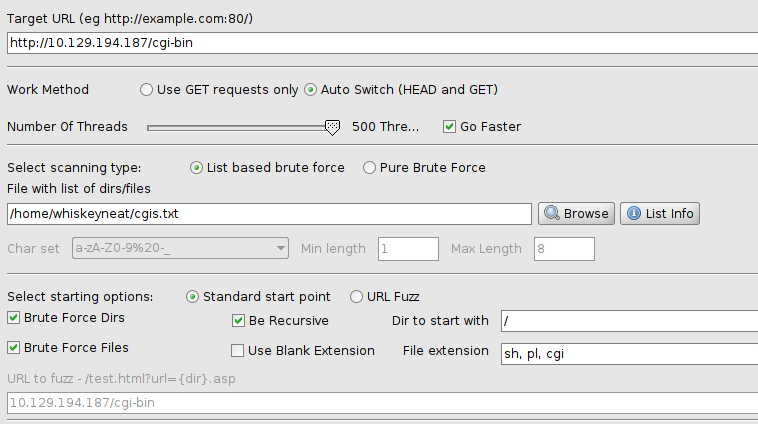 Target URL (eg http://example.com:80/)
http://10.129.194.187/cgi-bin
Work Method Use GET requests only Auto Switch (HEAD and GET)
Number Of Threads 500 Thre... Go Faster
Select scanning type: List based brute force Pure Brute Force
File with list of dirs/files
/home/whiskeyneat/cgis.txt Browse List Info
Char set a-zA-Z0-9%20-_ Min length 1 Max Length 8
Select starting options: Standard start point URL Fuzz
Brute Force Dirs Be Recursive Dir to start with /
Brute Force Files Use Blank Extension File extension sh, pl, cgi
URL to fuzz - /test.html?url={dir}.asp
10.129.194.187/cgi-bin